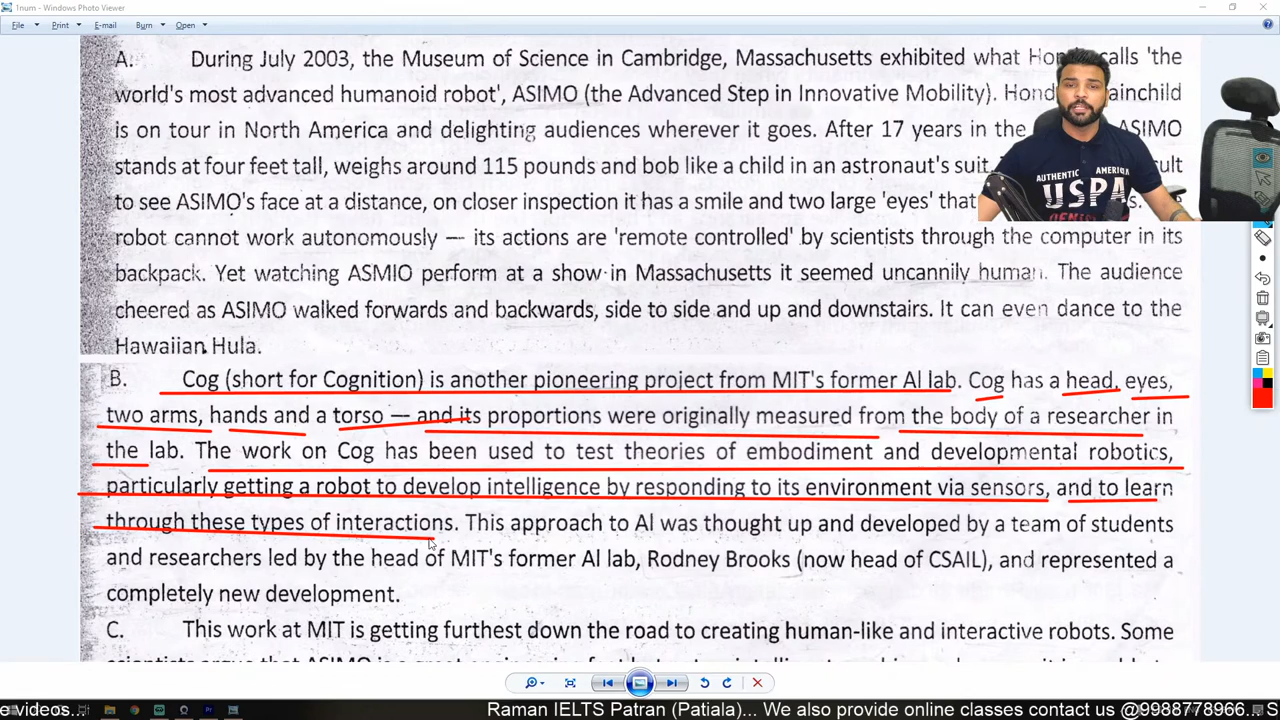 1num - Windows Photo Viewer
File Print E-mail Burn Open
A. During July 2003, the Museum of Science in Cambridge, Massachusetts exhibited what calls 'the
world's most advanced humanoid robot', ASIMO (the Advanced Step in Innovative Mobility).
is on tour in North America and delighting audiences wherever it goes. After 17 years in the ASIMO
stands at four feet tall, weighs around 115 pounds and bob like a child in an astronaut's suit.
to see ASIMO's face at a distance, on closer inspection it has a smile and two large 'eyes' that
robot cannot work autonomously — its actions are 'remote controlled' by scientists through the computer in its
backpack. Yet watching ASMIO perform at a show in Massachusetts it seemed uncannily human. The audience
cheered as ASIMO walked forwards and backwards, side to side and up and downstairs. It can even dance to the
Hawaiian Hula.
AUTHENTIC AMERICA
USPA
B. Cog (short for Cognition) is another pioneering project from MIT's former Al lab. Cog has a head, eyes,
two arms, hands and a torso — and its proportions were originally measured from the body of a researcher in
the lab. The work on Cog has been used to test theories of embodiment and developmental robotics,
particularly getting a robot to develop intelligence by responding to its environment via sensors, and to learn
through these types of interactions. This approach to Al was thought up and developed by a team of students
and researchers led by the head of MIT's former Al lab, Rodney Brooks (now head of CSAIL), and represented a
completely new development.
C. This work at MIT is getting furthest down the road to creating human-like and interactive robots. Some
e videos... Raman IELTS Patran (Patiala)... We also provide online classes contact us @9988778966... S